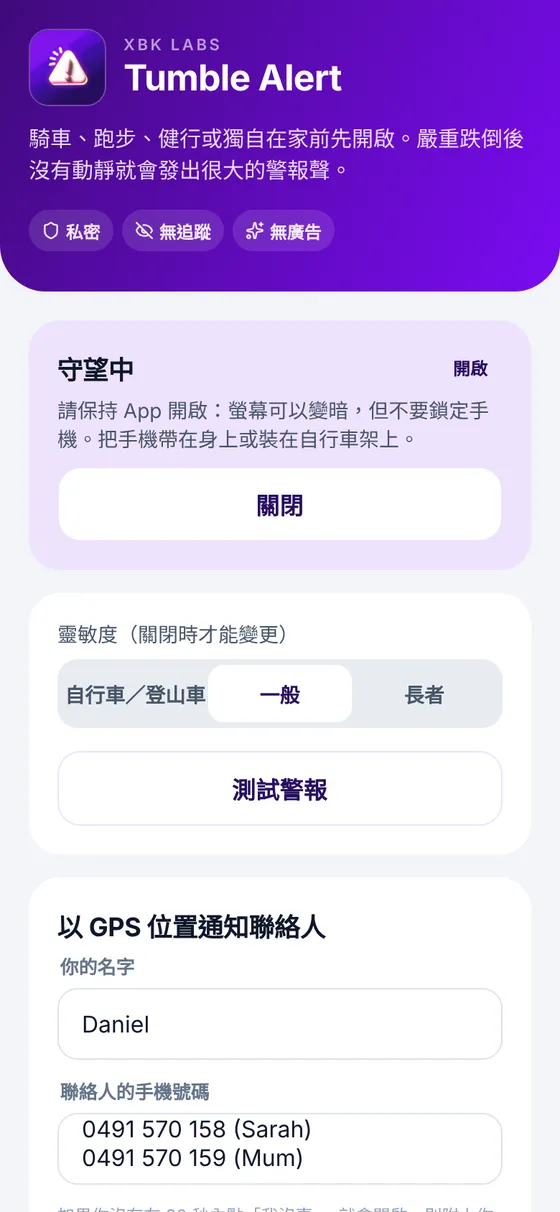 XBK LABS
Tumble Alert
騎車、跑步、健行或獨自在家前先開啟。嚴重跌倒後
沒有動靜就會發出很大的警報聲。
私密
無追蹤
無廣告
守望中
開啟
請保持 App 開啟：螢幕可以變暗，但不要鎖定手
機。把手機帶在身上或裝在自行車架上。
關閉
靈敏度（關閉時才能變更）
自行車／登山車
一般
長者
測試警報
以 GPS 位置通知聯絡人
你的名字
Daniel
聯絡人的手機號碼
0491 570 158 (Sarah)
0491 570 159 (Mum)